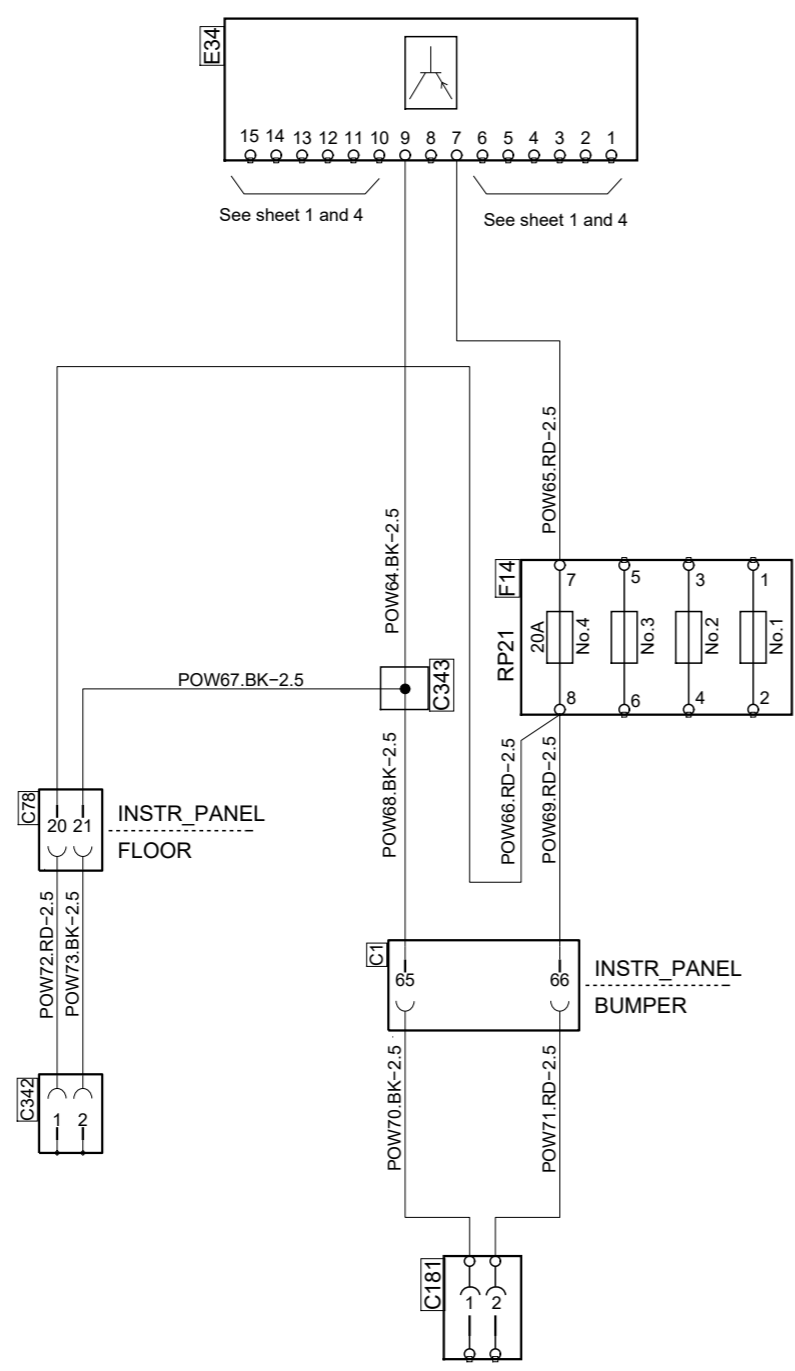 E34
15 14 13 12 11 10 9 8 7 6 5 4 3 2 1
See sheet 1 and 4
See sheet 1 and 4
POW65.RD−2.5
POW64.BK−2.5
F14
7 5 3 1
RP21
20A
No.4
No.3
No.2
No.1
8 6 4 2
C343
POW67.BK−2.5
POW68.BK−2.5
POW66.RD−2.5
POW69.RD−2.5
C78
20 21
INSTR_PANEL
FLOOR
POW72.RD−2.5
POW73.BK−2.5
C1
65 66
INSTR_PANEL
BUMPER
C342
1 2
POW70.BK−2.5
POW71.RD−2.5
C181
1 2